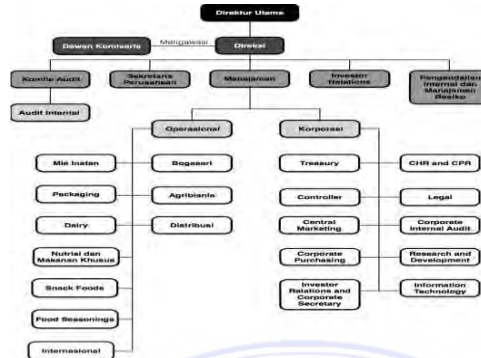 Direktur Utama
Dewan Komisaris
Mengawasi
Direksi
Komite Audit
Sekretaris
Perusahaan
Manajemen
Investor
Relations
Pengendalian
Internal dan
Manajemen
Resiko
Audit Internal
Operasional
Korporasi
Mie Instan
Bogasari
Treasury
CHR and CPR
Packaging
Agribisnis
Controller
Legal
Dairy
Distribusi
Central
Marketing
Corporate
Internal Audit
Nutrisi dan
Makanan Khusus
Corporate
Purchasing
Research and
Development
Snack Foods
Investor
Relations and
Corporate
Secretary
Information
Technology
Food Seasonings
Internasional